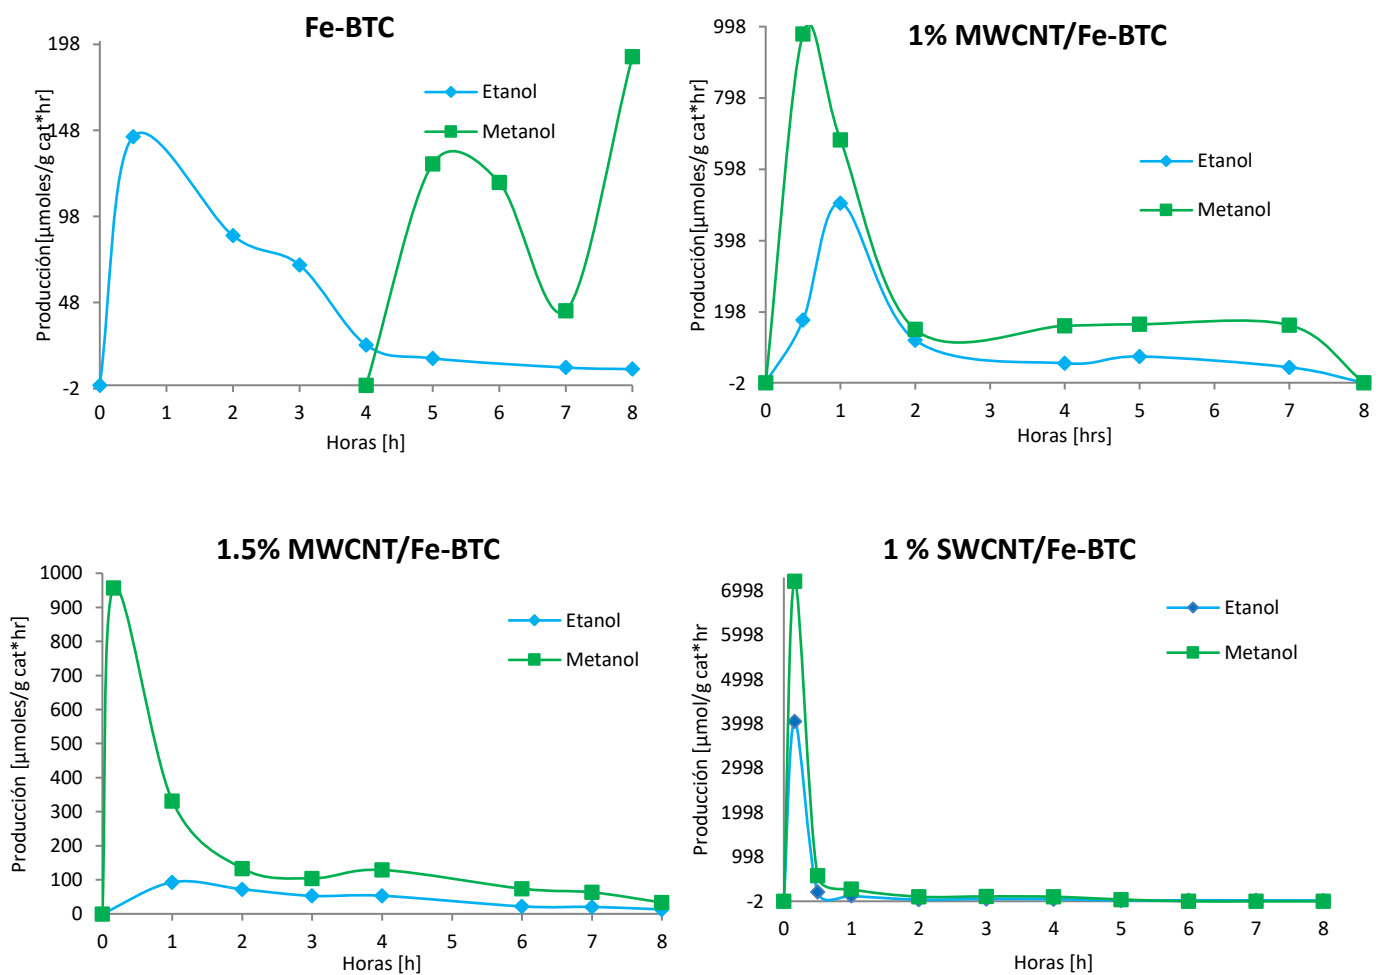 Fe-BTC
198
148
98
48
-2
0 1 2 3 4 5 6 7 8
Producción[µmoles/g cat*hr]
Horas [h]
Etanol
Metanol
1% MWCNT/Fe-BTC
998
798
598
398
198
-2
0 1 2 3 4 5 6 7 8
Producción[µmoles/g cat*hr]
Horas [hrs]
Etanol
Metanol
1.5% MWCNT/Fe-BTC
1000
900
800
700
600
500
400
300
200
100
0
0 1 2 3 4 5 6 7 8
Producción [µmoles/g cat*hr]
Horas [h]
Etanol
Metanol
1 % SWCNT/Fe-BTC
6998
5998
4998
3998
2998
1998
998
-2
0 1 2 3 4 5 6 7 8
Producción [µmol/g cat*hr
Horas [h]
Etanol
Metanol